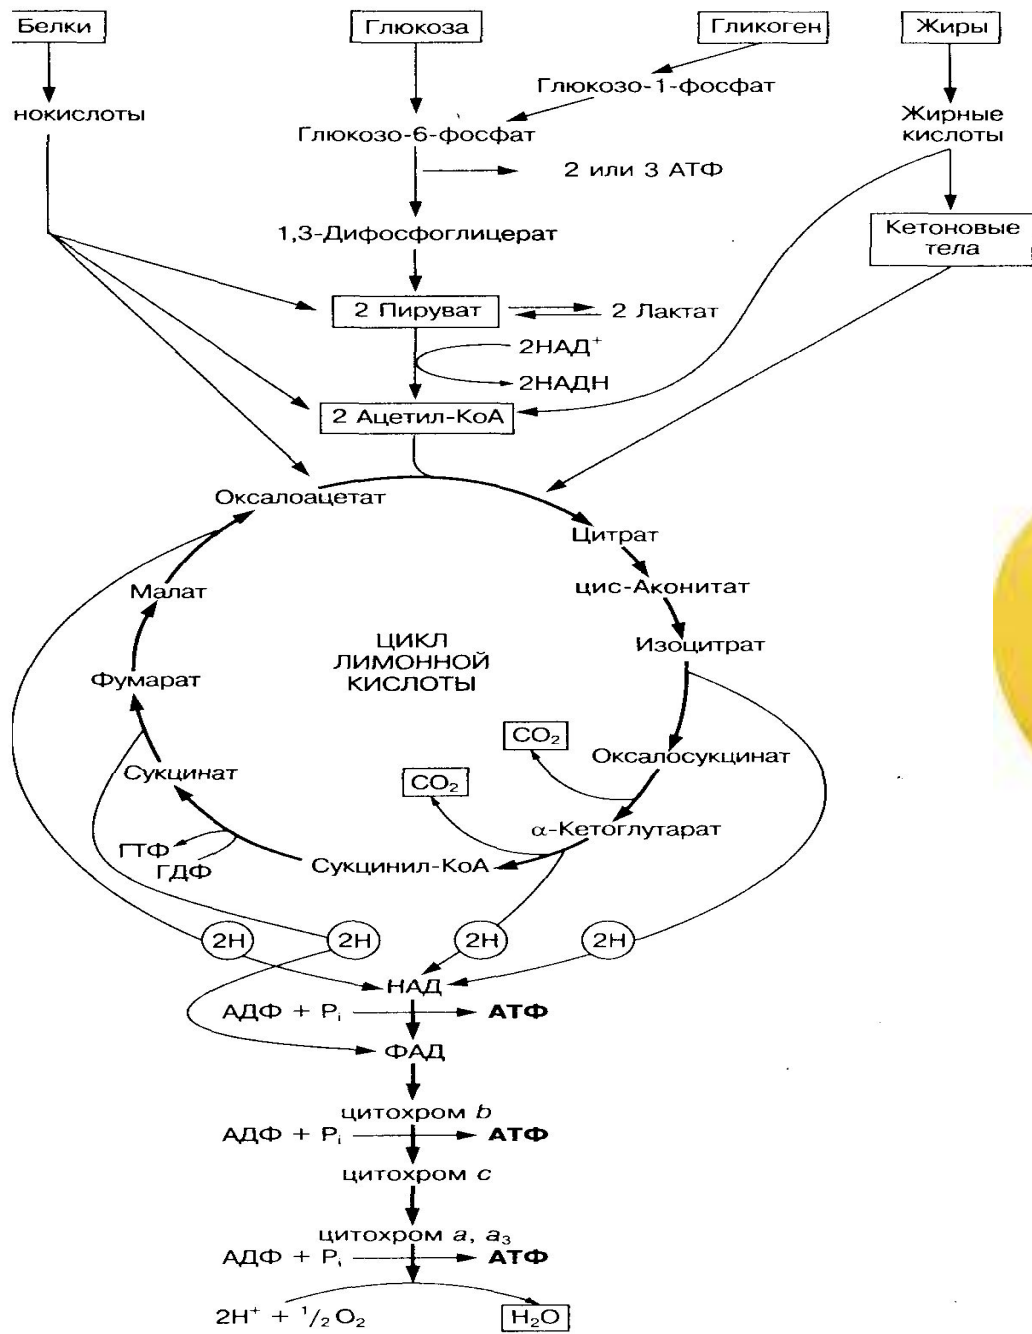 Белки
Глюкоза
Гликоген
Жиры
нокислоты
Глюкозо-1-фосфат
Жирные
кислоты
Глюкозо-6-фосфат
2 или 3 АТФ
1,3-Дифосфоглицерат
Кетоновые
тела
2 Пируват
2 Лактат
2НАД⁺
2НАДН
2 Ацетил-КоА
Оксалоацетат
Цитрат
цис-Аконитат
Малат
Изоцитрат
ЦИКЛ
ЛИМОННОЙ
КИСЛОТЫ
Фумарат
CO₂
Оксалосукцинат
Сукцинат
CO₂
α-Кетоглутарат
ГТФ
ГДФ
Сукцинил-КоА
2H
2H
2H
2H
НАД
АДФ + Pᵢ
АТФ
ФАД
цитохром b
АДФ + Pᵢ
АТФ
цитохром c
цитохром a, a₃
АДФ + Pᵢ
АТФ
2H⁺ + ¹/₂ O₂
H₂O